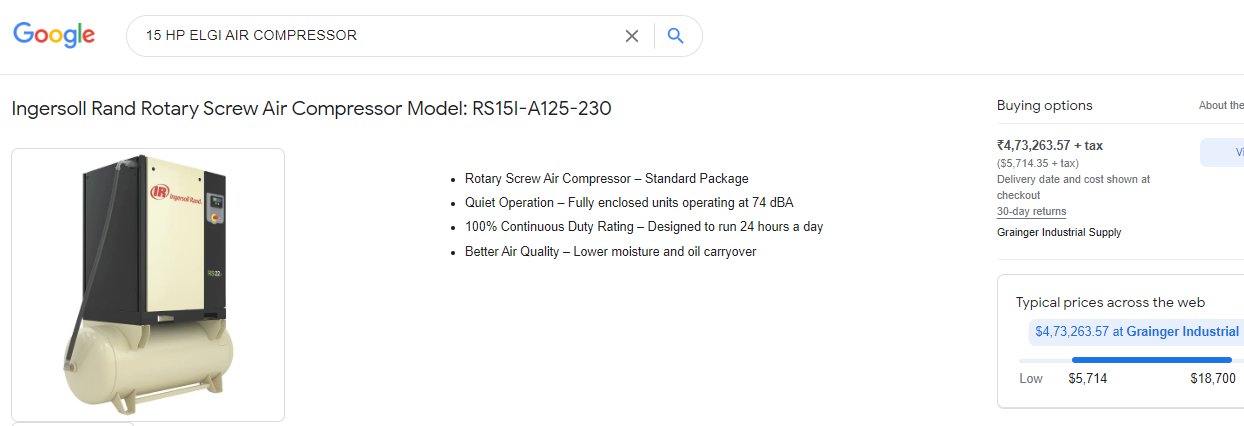 Google
15 HP ELGI AIR COMPRESSOR
Ingersoll Rand Rotary Screw Air Compressor Model: RS15I-A125-230
IR
Ingersoll Rand
RS22i
Rotary Screw Air Compressor – Standard Package
Quiet Operation – Fully enclosed units operating at 74 dBA
100% Continuous Duty Rating – Designed to run 24 hours a day
Better Air Quality – Lower moisture and oil carryover
Buying options
About the
₹4,73,263.57 + tax
($5,714.35 + tax)
Delivery date and cost shown at
checkout
30-day returns
Grainger Industrial Supply
Typical prices across the web
$4,73,263.57 at Grainger Industrial
Low $5,714 $18,700